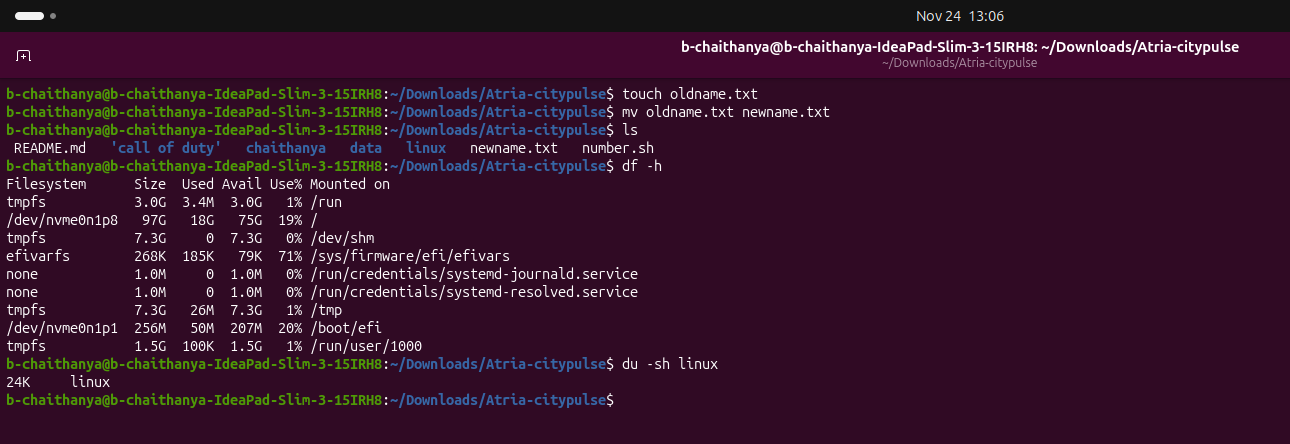 Nov 24 13:06
b-chaithanya@b-chaithanya-IdeaPad-Slim-3-15IRH8: ~/Downloads/Atria-citypulse
~/Downloads/Atria-citypulse
b-chaithanya@b-chaithanya-IdeaPad-Slim-3-15IRH8:~/Downloads/Atria-citypulse$ touch oldname.txt
b-chaithanya@b-chaithanya-IdeaPad-Slim-3-15IRH8:~/Downloads/Atria-citypulse$ mv oldname.txt newname.txt
b-chaithanya@b-chaithanya-IdeaPad-Slim-3-15IRH8:~/Downloads/Atria-citypulse$ ls
 README.md   'call of duty'   chaithanya   data   linux   newname.txt   number.sh
b-chaithanya@b-chaithanya-IdeaPad-Slim-3-15IRH8:~/Downloads/Atria-citypulse$ df -h
Filesystem      Size  Used Avail Use% Mounted on
tmpfs           3.0G  3.4M  3.0G   1% /run
/dev/nvme0n1p8   97G   18G   75G  19% /
tmpfs           7.3G     0  7.3G   0% /dev/shm
efivarfs        268K  185K   79K  71% /sys/firmware/efi/efivars
none            1.0M     0  1.0M   0% /run/credentials/systemd-journald.service
none            1.0M     0  1.0M   0% /run/credentials/systemd-resolved.service
tmpfs           7.3G   26M  7.3G   1% /tmp
/dev/nvme0n1p1  256M   50M  207M  20% /boot/efi
tmpfs           1.5G  100K  1.5G   1% /run/user/1000
b-chaithanya@b-chaithanya-IdeaPad-Slim-3-15IRH8:~/Downloads/Atria-citypulse$ du -sh linux
24K     linux
b-chaithanya@b-chaithanya-IdeaPad-Slim-3-15IRH8:~/Downloads/Atria-citypulse$